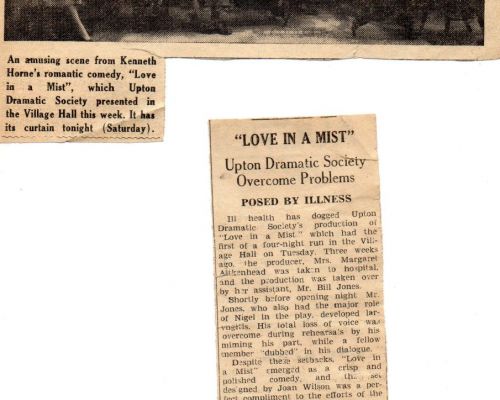 An amusing scene from Kenneth
Horne's romantic comedy, "Love
in a Mist", which Upton
Dramatic Society presented in
the Village Hall this week. It has
its curtain tonight (Saturday).
"LOVE IN A MIST"
Upton Dramatic Society
Overcome Problems
POSED BY ILLNESS
Ill health has dogged Upton
Dramatic Society's production of
"Love in a Mist" which had the
first of a four-night run in the Vill-
age Hall on Tuesday. Three weeks
ago, the producer, Mrs. Margaret
Aitkenhead was taken to hospital,
and the production was taken over
by her assistant, Mr. Bill Jones.
Shortly before opening night Mr.
Jones, who also had the major role
of Nigel in the play, developed lar-
yngitis. His total loss of voice was
overcome during rehearsals by his
miming his part, while a fellow
member "dubbed" in his dialogue.
Despite these setbacks, "Love in
a Mist" emerged as a crisp and
polished comedy, and the set
designed by Joan Wilson was a per-
fect compliment to the efforts of the